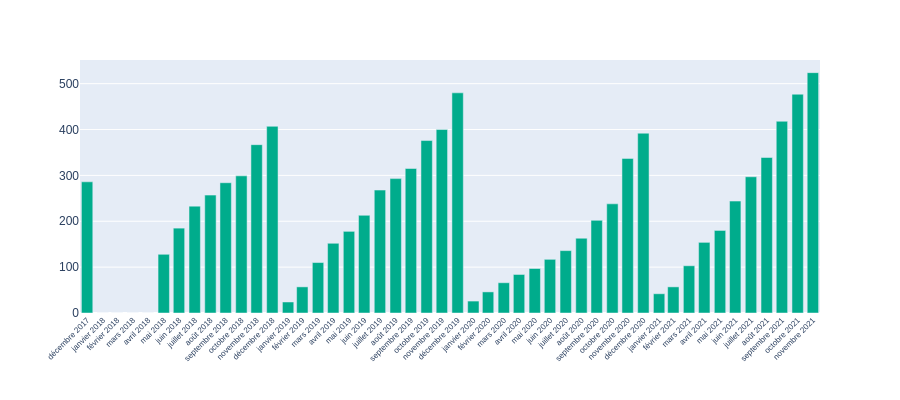 500
400
300
200
100
0
décembre 2017
janvier 2018
février 2018
mars 2018
avril 2018
mai 2018
juin 2018
juillet 2018
août 2018
septembre 2018
octobre 2018
novembre 2018
décembre 2018
janvier 2019
février 2019
mars 2019
avril 2019
mai 2019
juin 2019
juillet 2019
août 2019
septembre 2019
octobre 2019
novembre 2019
décembre 2019
janvier 2020
février 2020
mars 2020
avril 2020
mai 2020
juin 2020
juillet 2020
août 2020
septembre 2020
octobre 2020
novembre 2020
décembre 2020
janvier 2021
février 2021
mars 2021
avril 2021
mai 2021
juin 2021
juillet 2021
août 2021
septembre 2021
octobre 2021
novembre 2021